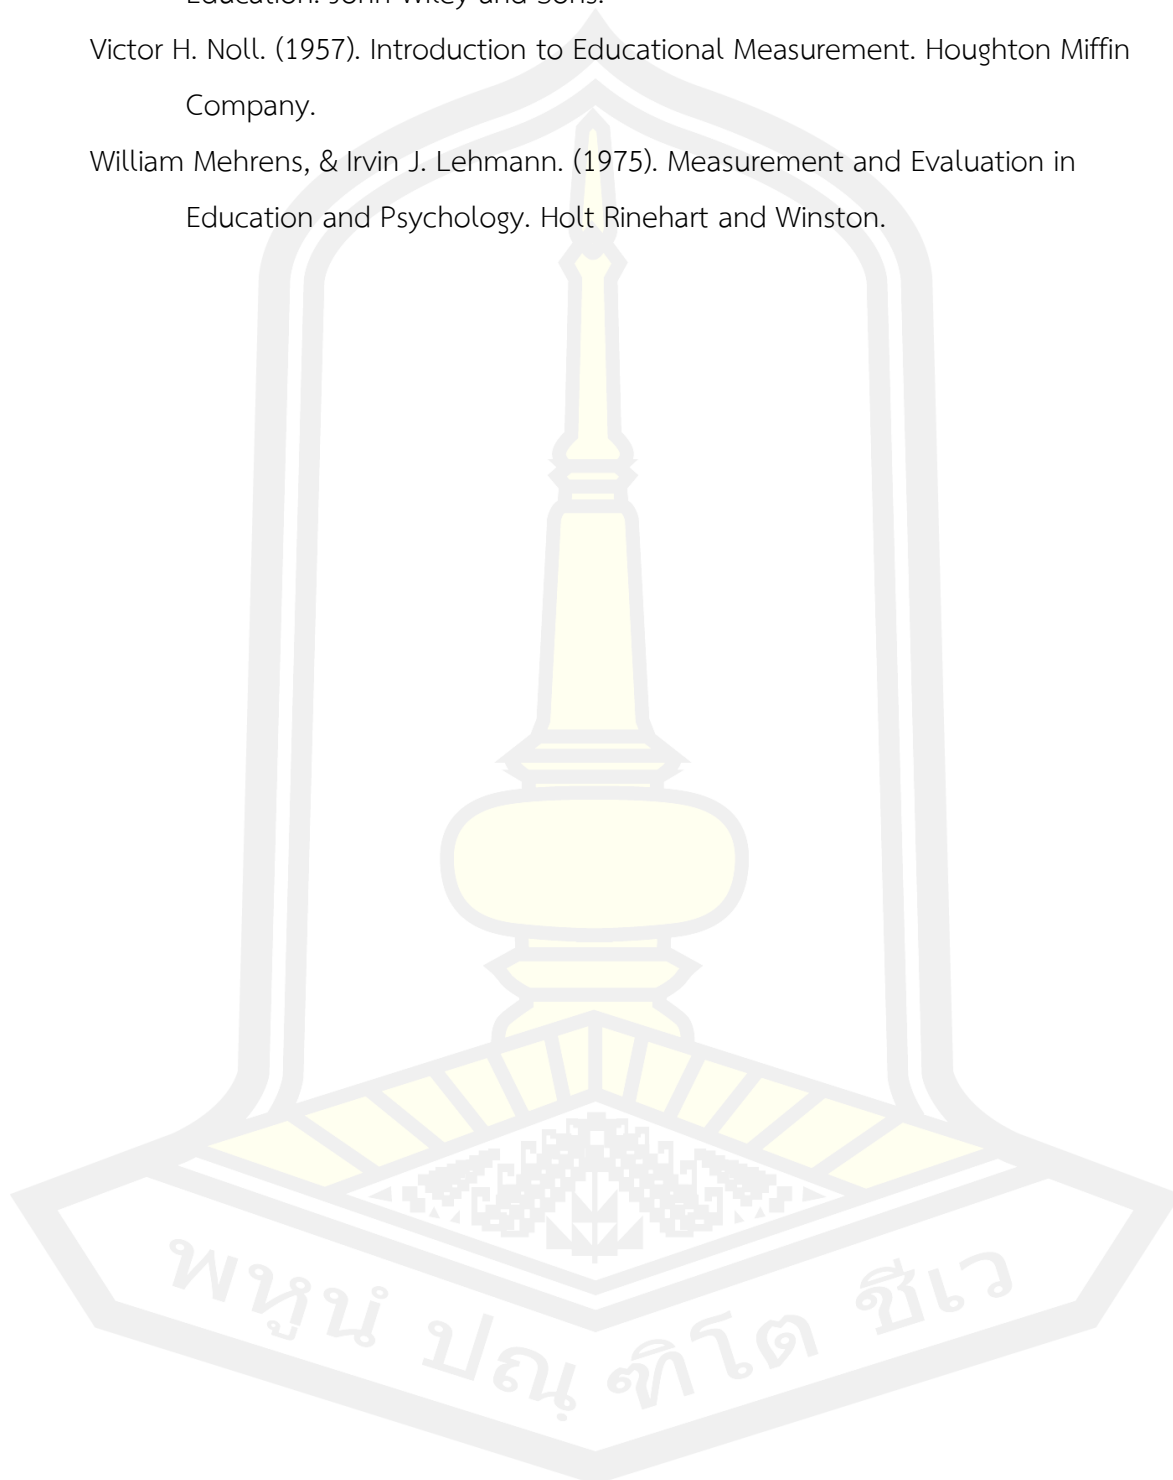 Education. John Wiley and Sons.
Victor H. Noll. (1957). Introduction to Educational Measurement. Houghton Miffin
Company.
William Mehrens, & Irvin J. Lehmann. (1975). Measurement and Evaluation in
Education and Psychology. Holt Rinehart and Winston.
พหูนํ ปณฺฑิโต ชีเว